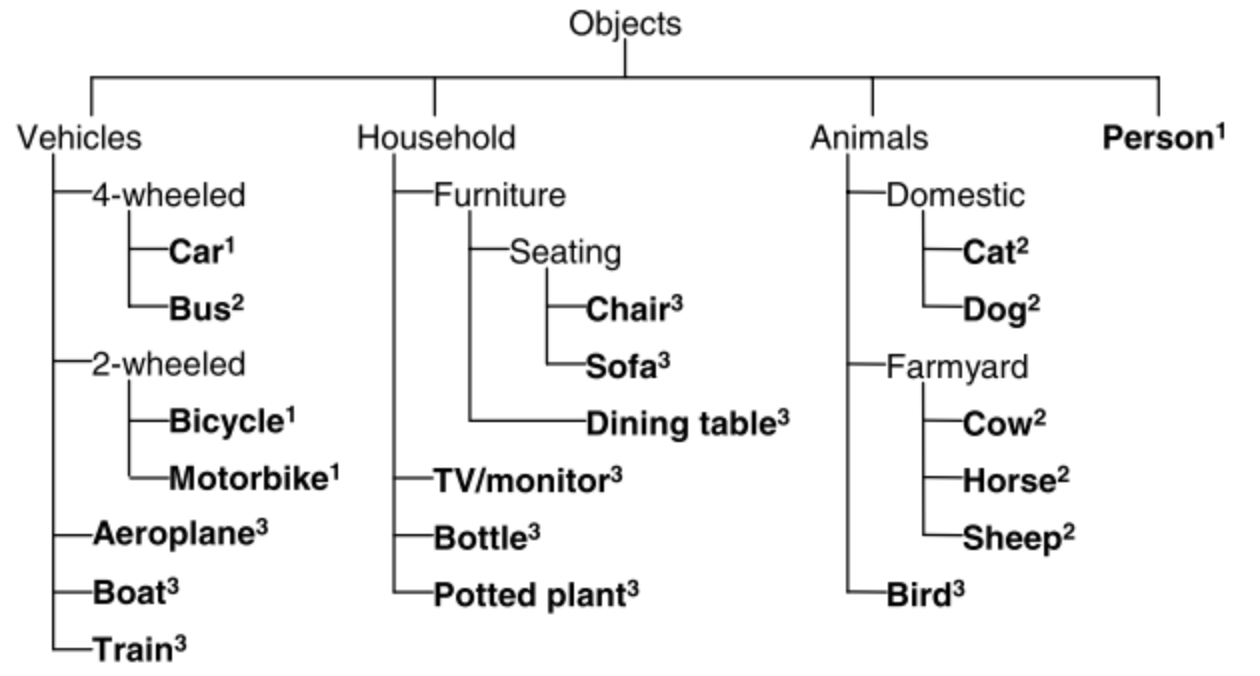 Objects
Vehicles
4-wheeled
Car¹
Bus²
2-wheeled
Bicycle¹
Motorbike¹
Aeroplane³
Boat³
Train³
Household
Furniture
Seating
Chair³
Sofa³
Dining table³
TV/monitor³
Bottle³
Potted plant³
Animals
Domestic
Cat²
Dog²
Farmyard
Cow²
Horse²
Sheep²
Bird³
Person¹